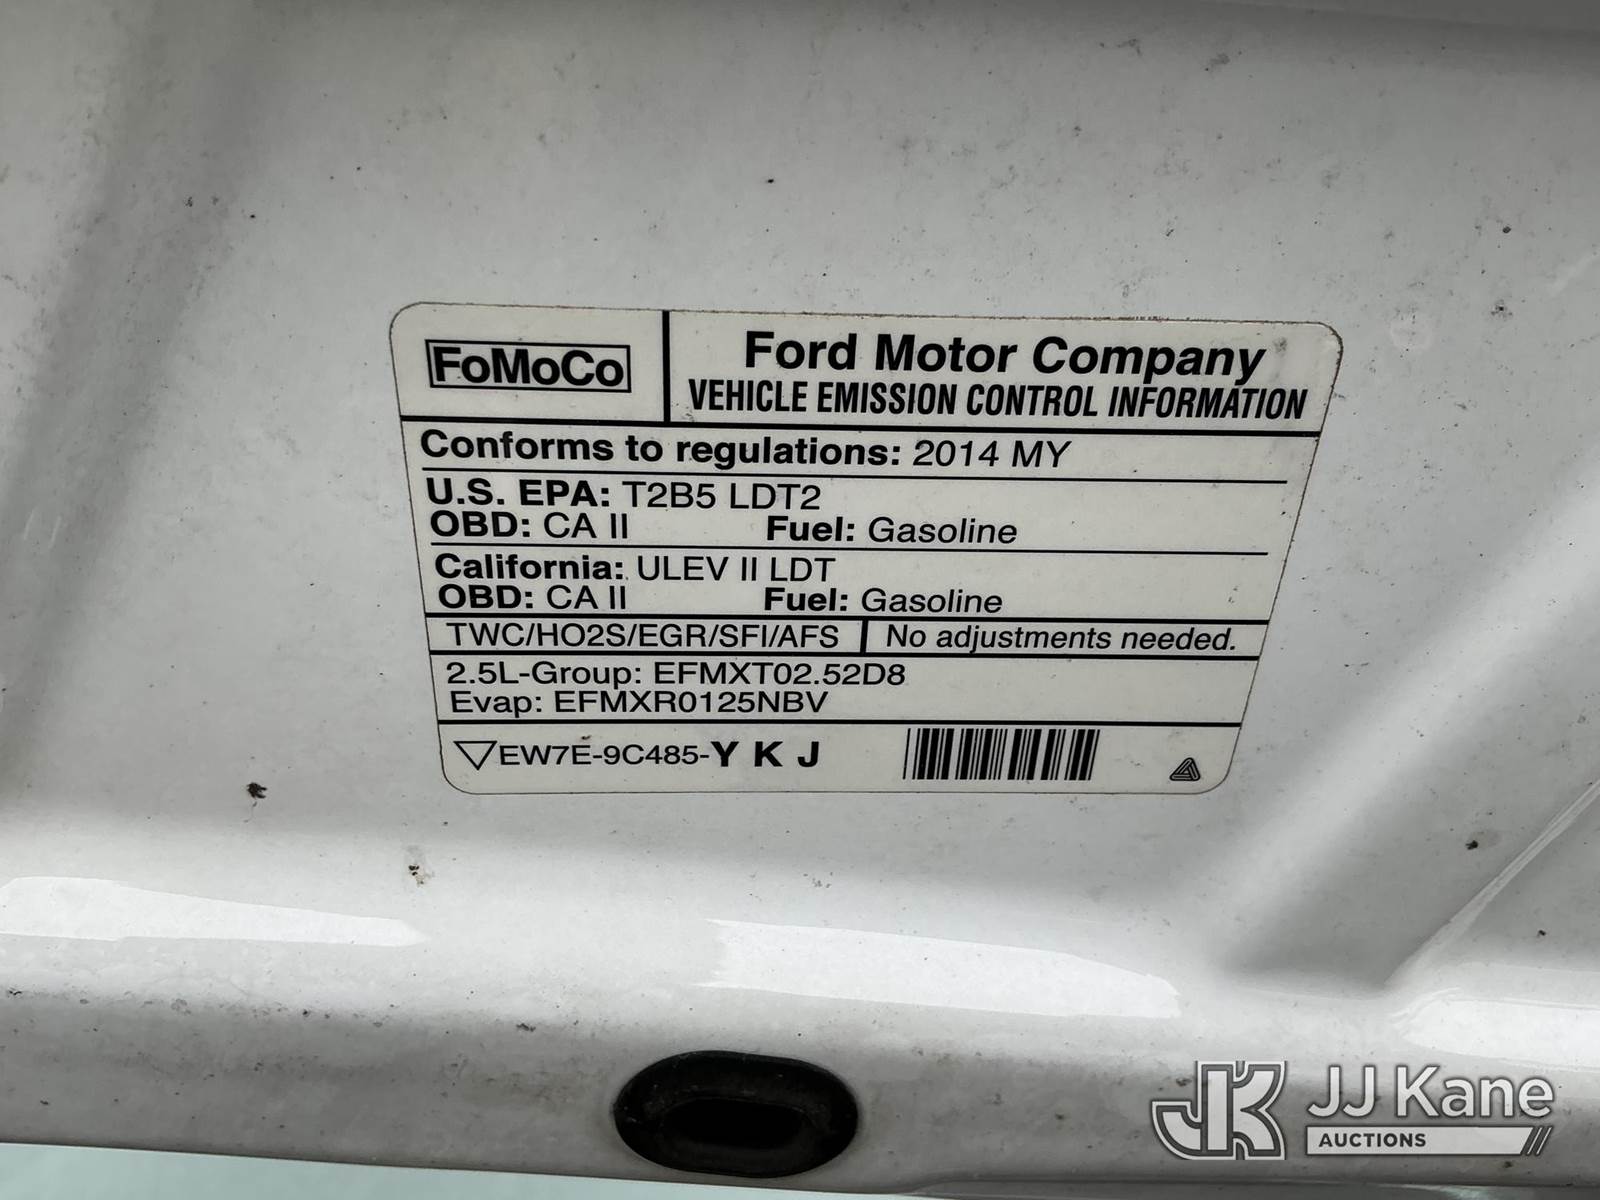 FoMoCo
Ford Motor Company
VEHICLE EMISSION CONTROL INFORMATION
Conforms to regulations: 2014 MY
U.S. EPA: T2B5 LDT2
OBD: CA II Fuel: Gasoline
California: ULEV II LDT
OBD: CA II Fuel: Gasoline
TWC/HO2S/EGR/SFI/AFS No adjustments needed.
2.5L-Group: EFMXT02.52D8
Evap: EFMXR0125NBV
EW7E-9C485-Y K J
JK JJ Kane
AUCTIONS